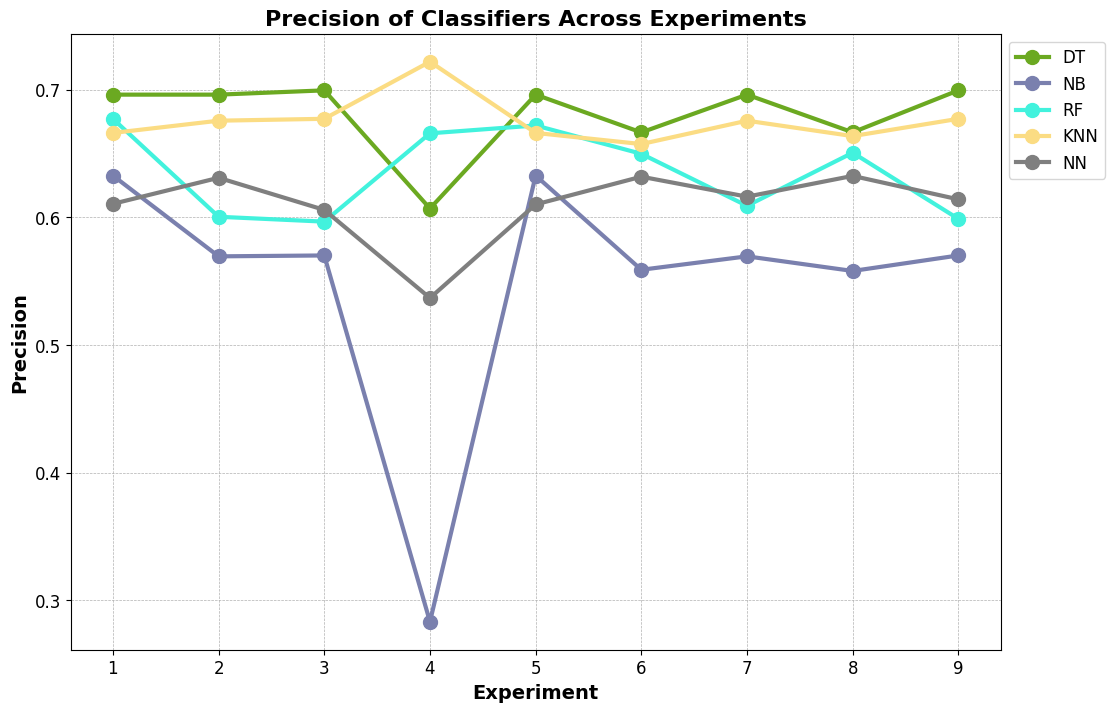 Precision of Classifiers Across Experiments
DT
NB
RF
KNN
NN
Precision
0.7
0.6
0.5
0.4
0.3
1 2 3 4 5 6 7 8 9
Experiment